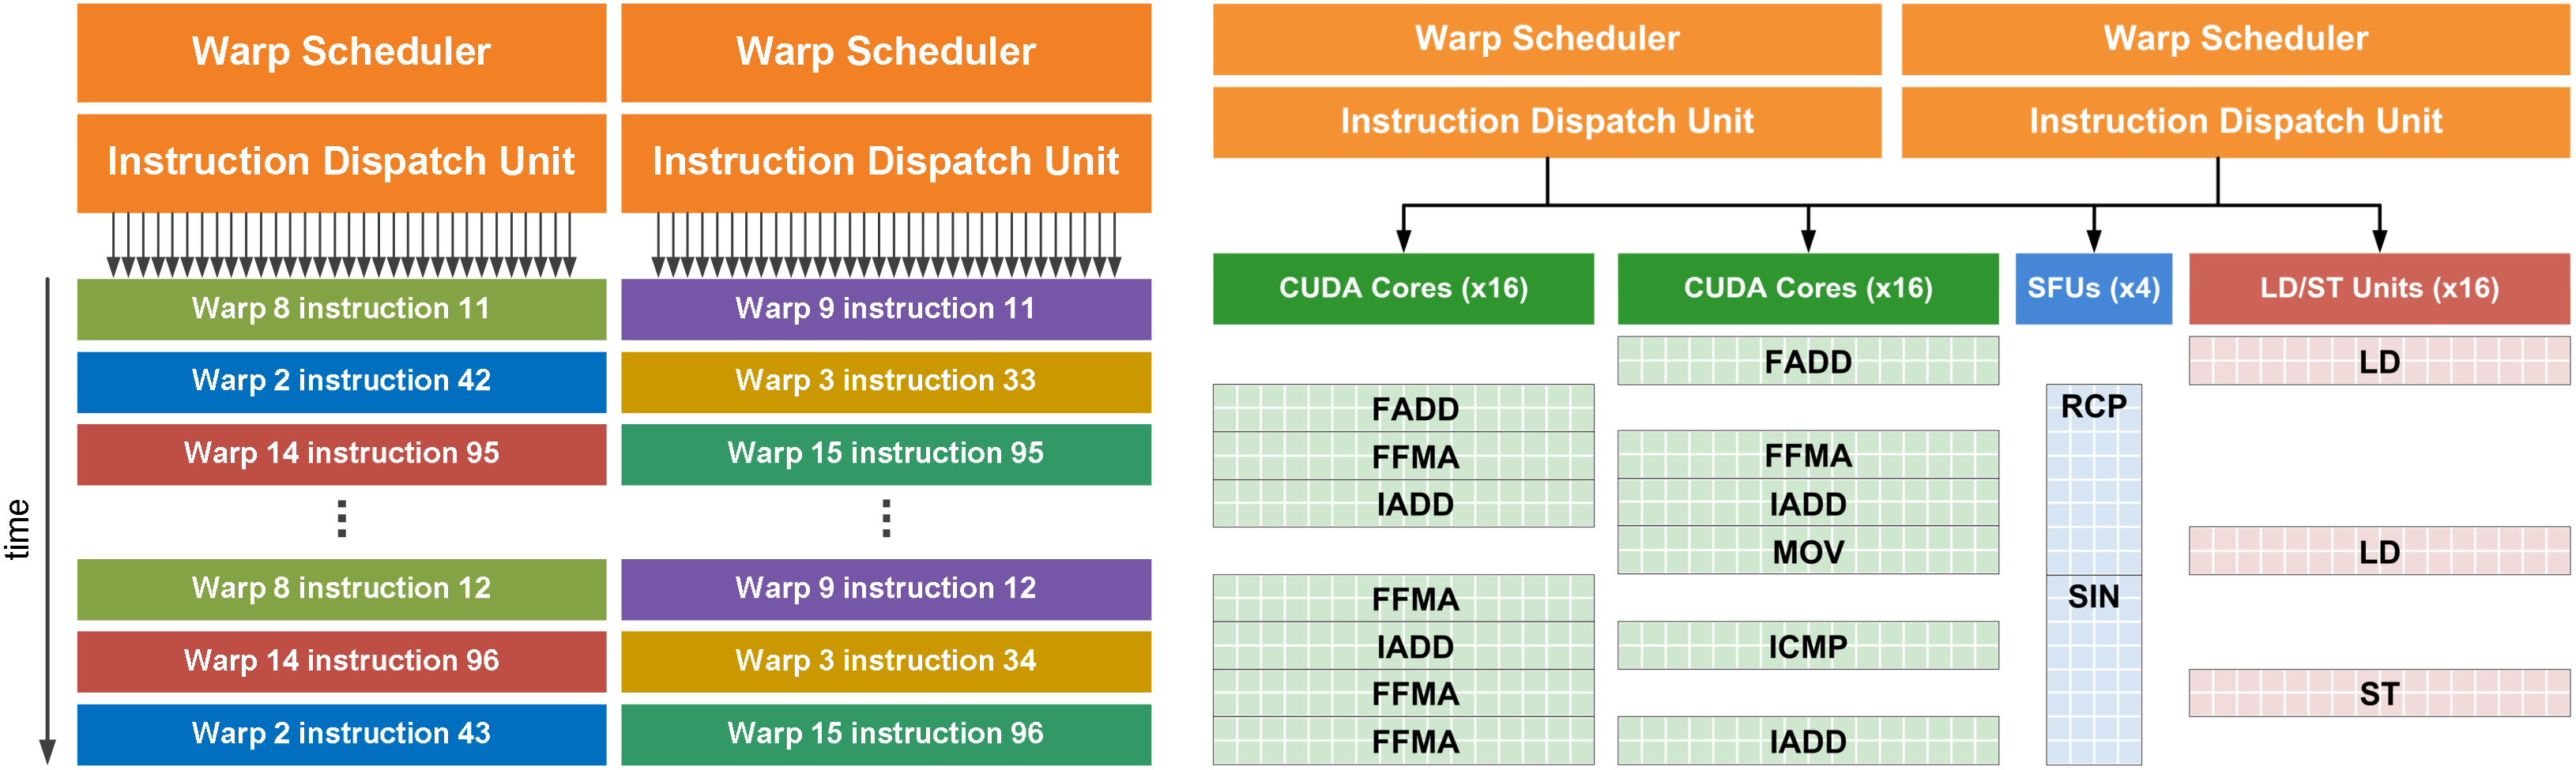 Warp Scheduler
Warp Scheduler
Instruction Dispatch Unit
Instruction Dispatch Unit
Warp 8 instruction 11
Warp 9 instruction 11
Warp 2 instruction 42
Warp 3 instruction 33
Warp 14 instruction 95
Warp 15 instruction 95
Warp 8 instruction 12
Warp 9 instruction 12
Warp 14 instruction 96
Warp 3 instruction 34
Warp 2 instruction 43
Warp 15 instruction 96
time
Warp Scheduler
Warp Scheduler
Instruction Dispatch Unit
Instruction Dispatch Unit
CUDA Cores (x16)
CUDA Cores (x16)
SFUs (x4)
LD/ST Units (x16)
FADD
LD
FADD
RCP
FFMA
FFMA
IADD
IADD
MOV
LD
FFMA
SIN
IADD
ICMP
FFMA
ST
FFMA
IADD